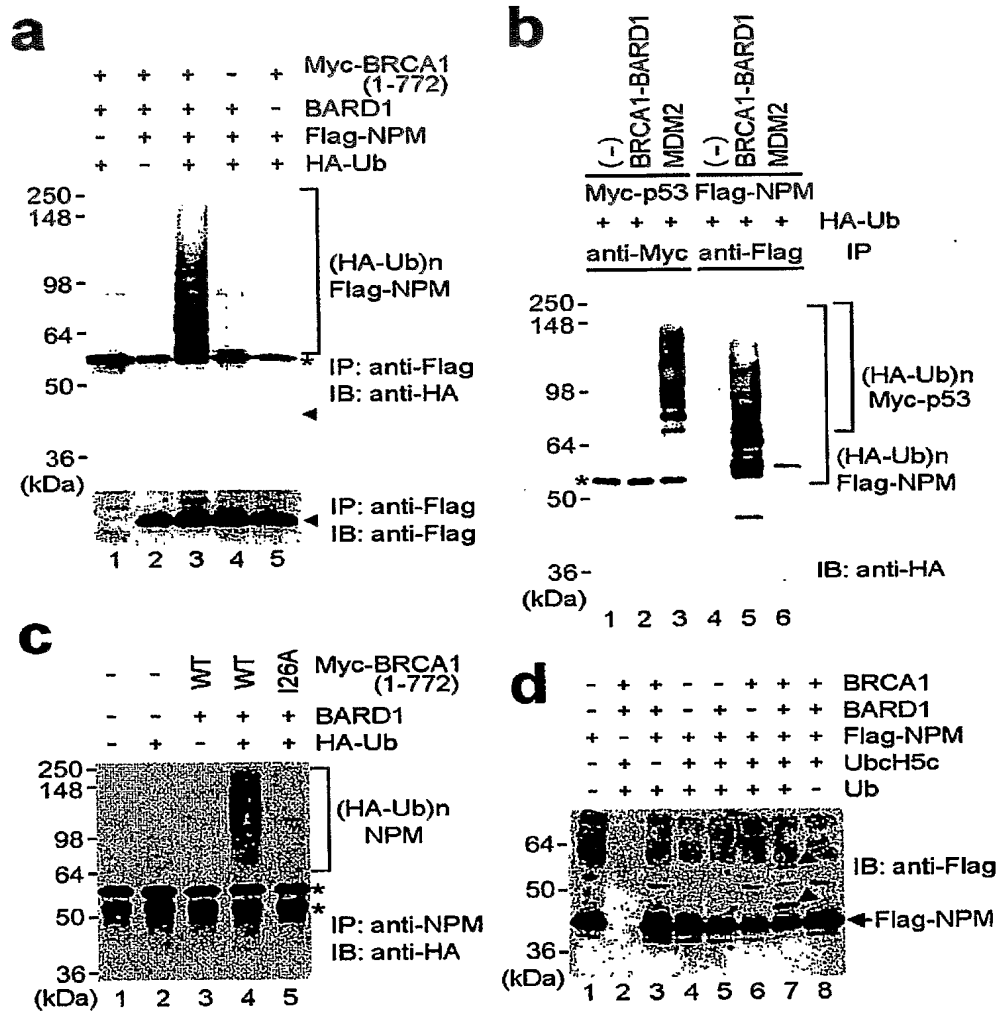 a
+ + + - + Myc-BRCA1
(1-772)
+ + + + - BARD1
- + + + + Flag-NPM
+ - + + + HA-Ub
250-
148-
98-
64-
50-
36-
(kDa)
(HA-Ub)n
Flag-NPM
*
IP: anti-Flag
IB: anti-HA
IP: anti-Flag
IB: anti-Flag
1 2 3 4 5
b
(-)
BRCA1-BARD1
MDM2
(-)
BRCA1-BARD1
MDM2
Myc-p53 Flag-NPM
+ + + + + + HA-Ub
anti-Myc anti-Flag IP
250-
148-
98-
64-
*
50-
36-
(kDa)
(HA-Ub)n
Myc-p53
(HA-Ub)n
Flag-NPM
IB: anti-HA
1 2 3 4 5 6
c
- - WT WT I26A Myc-BRCA1
(1-772)
- - + + + BARD1
- + - + + HA-Ub
250-
148-
98-
64-
50-
36-
(kDa)
(HA-Ub)n
NPM
*
*
IP: anti-NPM
IB: anti-HA
1 2 3 4 5
d
- + + - - + + + BRCA1
- + + - + - + + BARD1
+ - + + + + + + Flag-NPM
- + - + + + + + UbcH5c
- + + + + + + - Ub
64-
50-
36-
(kDa)
IB: anti-Flag
Flag-NPM
1 2 3 4 5 6 7 8